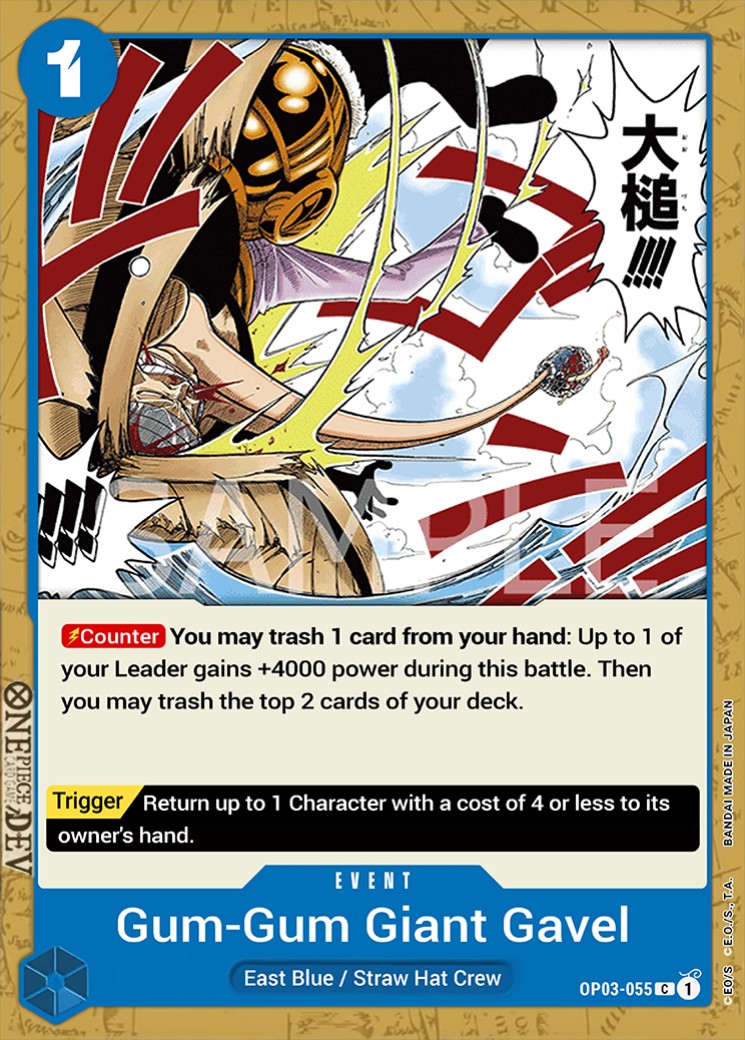 1
大槌!!!!
!!!
SAMPLE
⚡Counter You may trash 1 card from your hand: Up to 1 of
your Leader gains +4000 power during this battle. Then
you may trash the top 2 cards of your deck.
Trigger Return up to 1 Character with a cost of 4 or less to its
owner's hand.
EVENT
Gum-Gum Giant Gavel
East Blue / Straw Hat Crew
OP03-055 C 1
ONE PIECE
CARD GAME
/DEV
©EO/S ©E.O./S., T.A. BANDAI MADE IN JAPAN